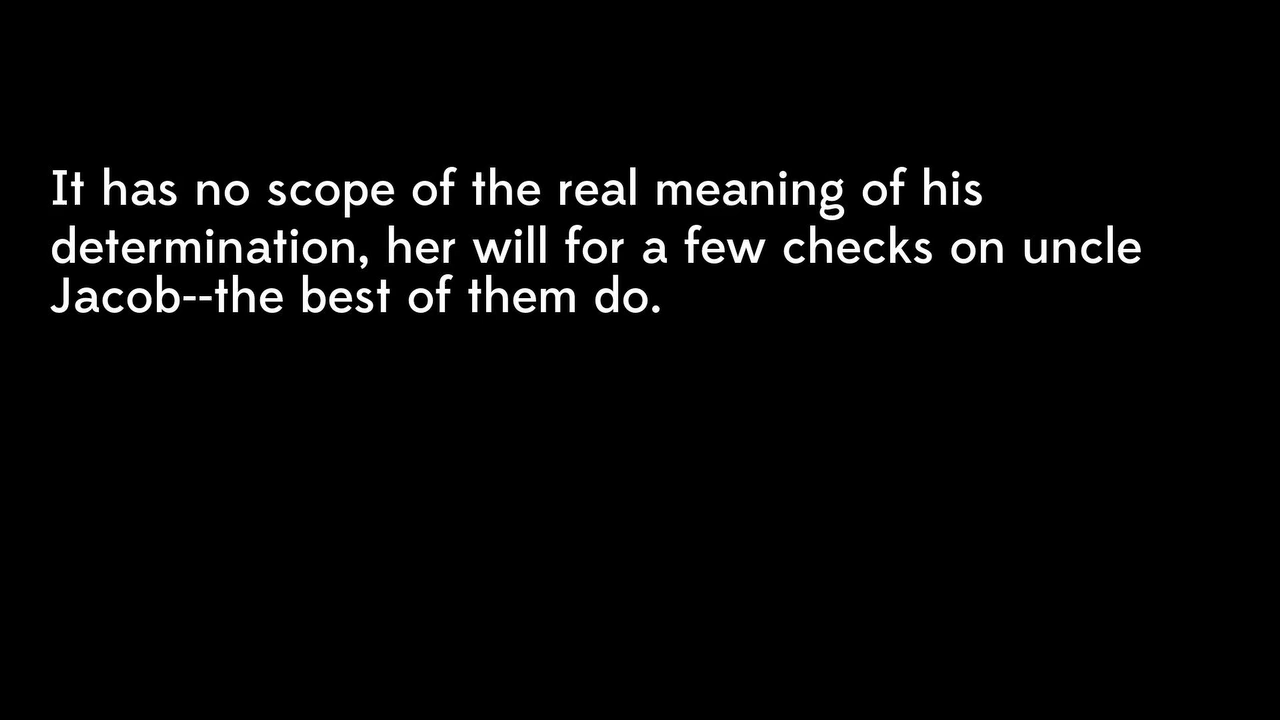 It has no scope of the real meaning of his
determination, her will for a few checks on uncle
Jacob--the best of them do.